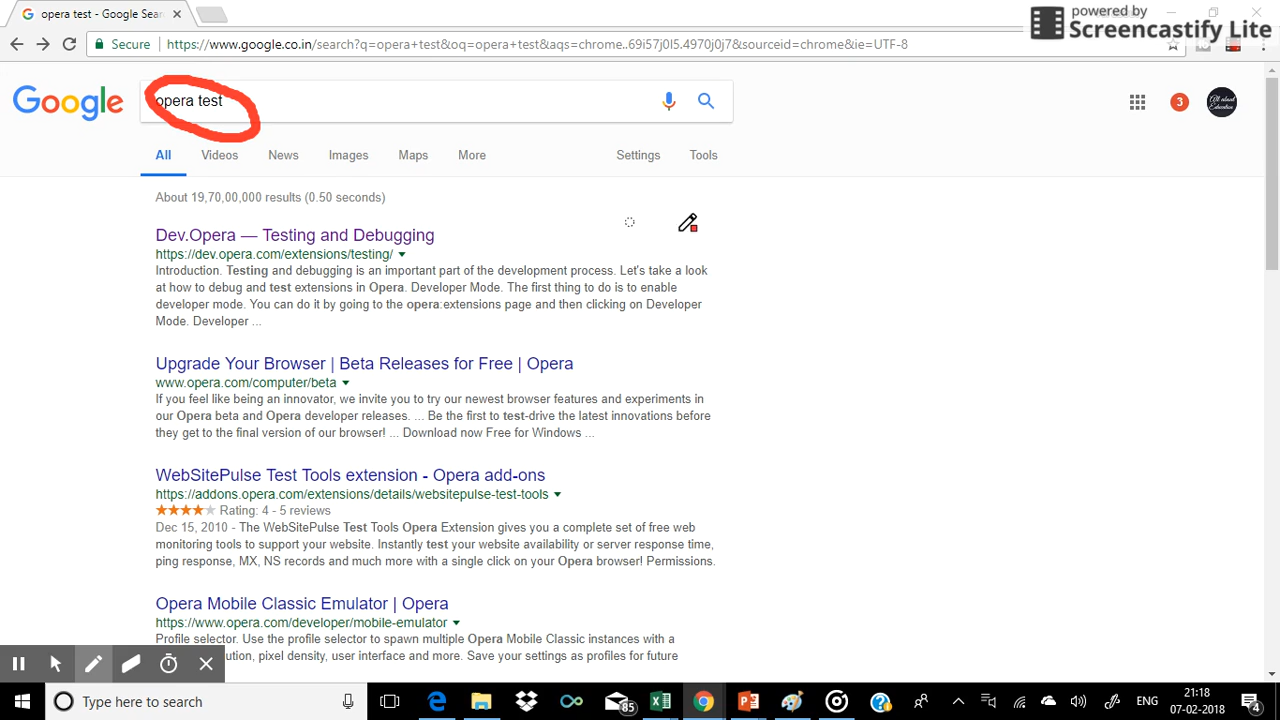 opera test - Google Sear
powered by
Screencastify Lite
Secure
https://www.google.co.in/search?q=opera+test&oq=opera+test&aqs=chrome..69i57j0l5.4970j0j7&sourceid=chrome&ie=UTF-8
Google
opera test
3
All about Education
All Videos News Images Maps More Settings Tools
About 19,70,00,000 results (0.50 seconds)
Dev.Opera — Testing and Debugging
https://dev.opera.com/extensions/testing/
Introduction. Testing and debugging is an important part of the development process. Let's take a look
at how to debug and test extensions in Opera. Developer Mode. The first thing to do is to enable
developer mode. You can do it by going to the opera:extensions page and then clicking on Developer
Mode. Developer ...
Upgrade Your Browser | Beta Releases for Free | Opera
www.opera.com/computer/beta
If you feel like being an innovator, we invite you to try our newest browser features and experiments in
our Opera beta and Opera developer releases. ... Be the first to test-drive the latest innovations before
they get to the final version of our browser! ... Download now Free for Windows ...
WebSitePulse Test Tools extension - Opera add-ons
https://addons.opera.com/extensions/details/websitepulse-test-tools
Rating: 4 - 5 reviews
Dec 15, 2010 - The WebSitePulse Test Tools Opera Extension gives you a complete set of free web
monitoring tools to support your website. Instantly test your website availability or server response time,
ping response, MX, NS records and much more with a single click on your Opera browser! Permissions.
Opera Mobile Classic Emulator | Opera
https://www.opera.com/developer/mobile-emulator
Profile selector. Use the profile selector to spawn multiple Opera Mobile Classic instances with a
ution, pixel density, user interface and more. Save your settings as profiles for future
Type here to search
85
ENG
21:18
07-02-2018
4